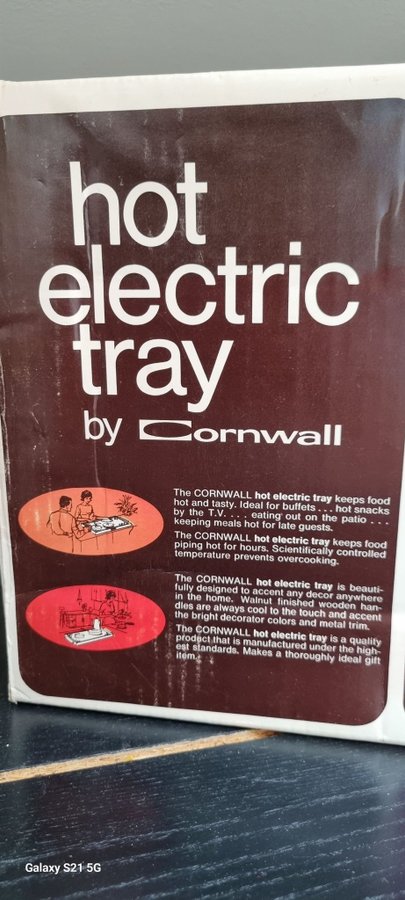 hot
electric
tray
by Cornwall
The CORNWALL hot electric tray keeps food
hot and tasty. Ideal for buffets . . . hot snacks
by the T.V. . . . eating out on the patio . . .
keeping meals hot for late guests.
The CORNWALL hot electric tray keeps food
piping hot for hours. Scientifically controlled
temperature prevents overcooking.
The CORNWALL hot electric tray is beauti-
fully designed to accent any decor anywhere
in the home. Walnut finished wooden han-
dles are always cool to the touch and accent
the bright decorator colors and metal trim.
The CORNWALL hot electric tray is a quality
product that is manufactured under the high-
est standards. Makes a thoroughly ideal gift
item.
Galaxy S21 5G